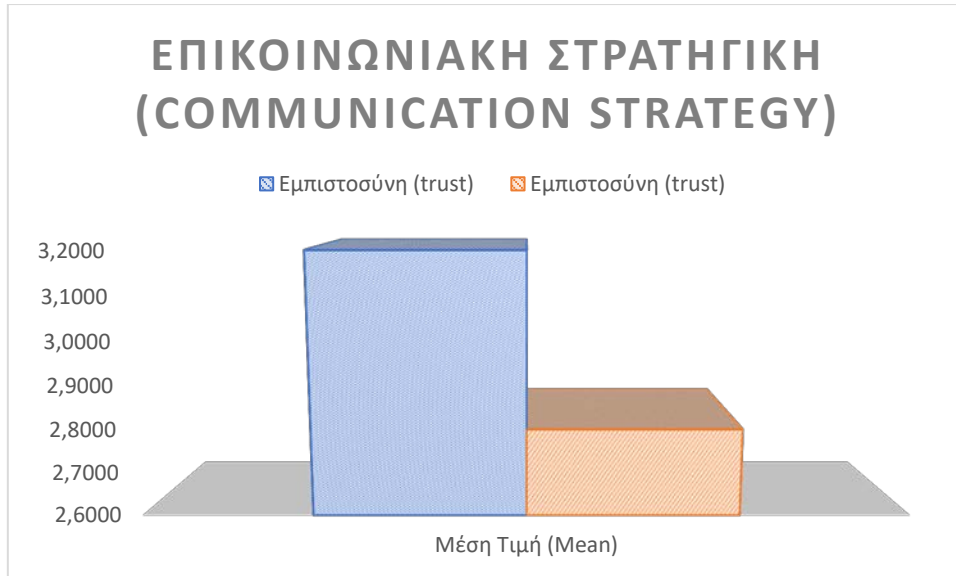 ΕΠΙΚΟΙΝΩΝΙΑΚΗ ΣΤΡΑΤΗΓΙΚΗ
(COMMUNICATION STRATEGY)
Εμπιστοσύνη (trust) Εμπιστοσύνη (trust)
3,2000
3,1000
3,0000
2,9000
2,8000
2,7000
2,6000
Μέση Τιμή (Mean)